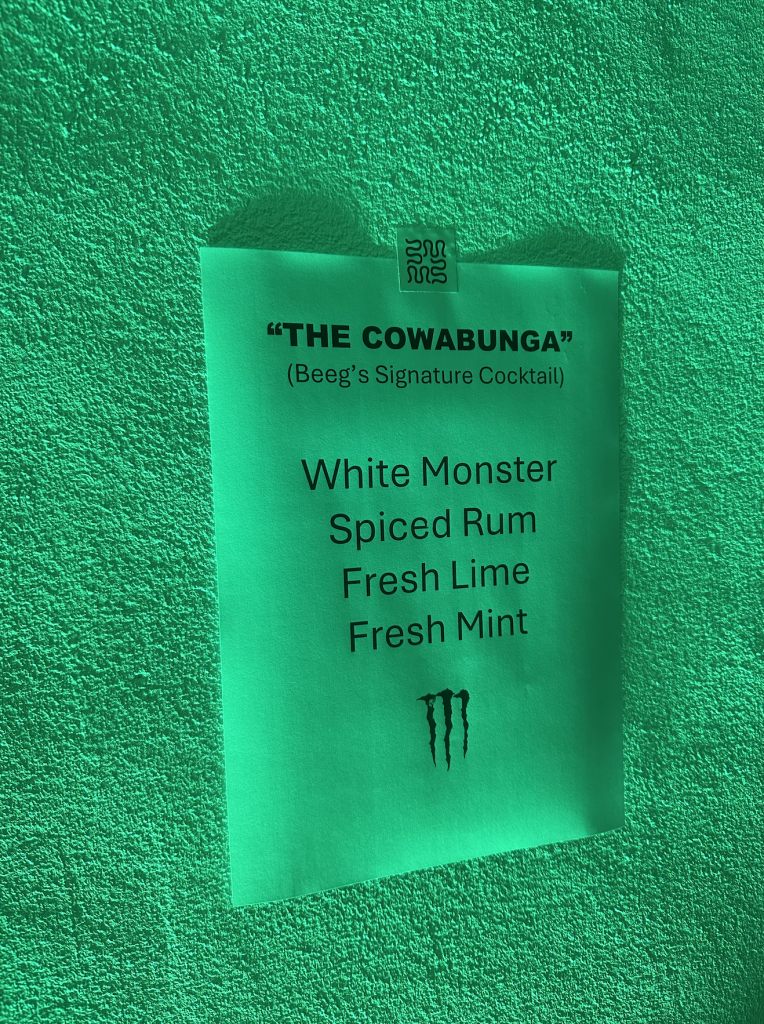 “THE COWABUNGA”
(Beeg’s Signature Cocktail)
White Monster
Spiced Rum
Fresh Lime
Fresh Mint